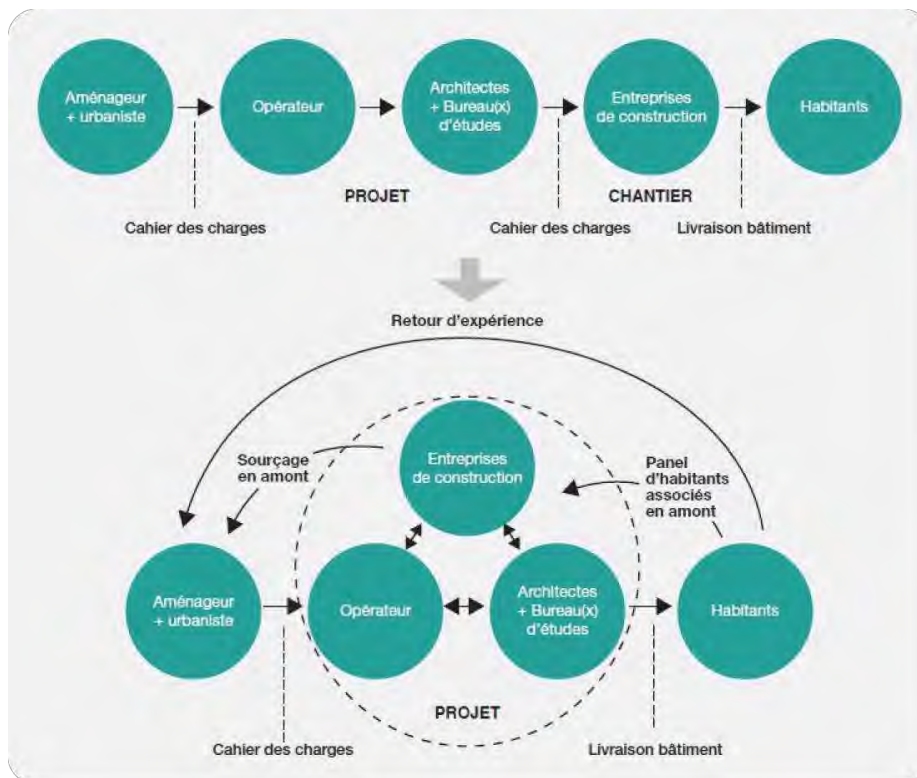 Aménageur
+ urbaniste
Opérateur
Architectes
+ Bureau(x)
d'études
Entreprises
de construction
Habitants
PROJET
CHANTIER
Cahier des charges
Cahier des charges
Livraison bâtiment
Retour d'expérience
Sourçage
en amont
Entreprises
de construction
Panel
d'habitants
associés
en amont
Aménageur
+ urbaniste
Opérateur
Architectes
+ Bureau(x)
d'études
Habitants
PROJET
Cahier des charges
Livraison bâtiment